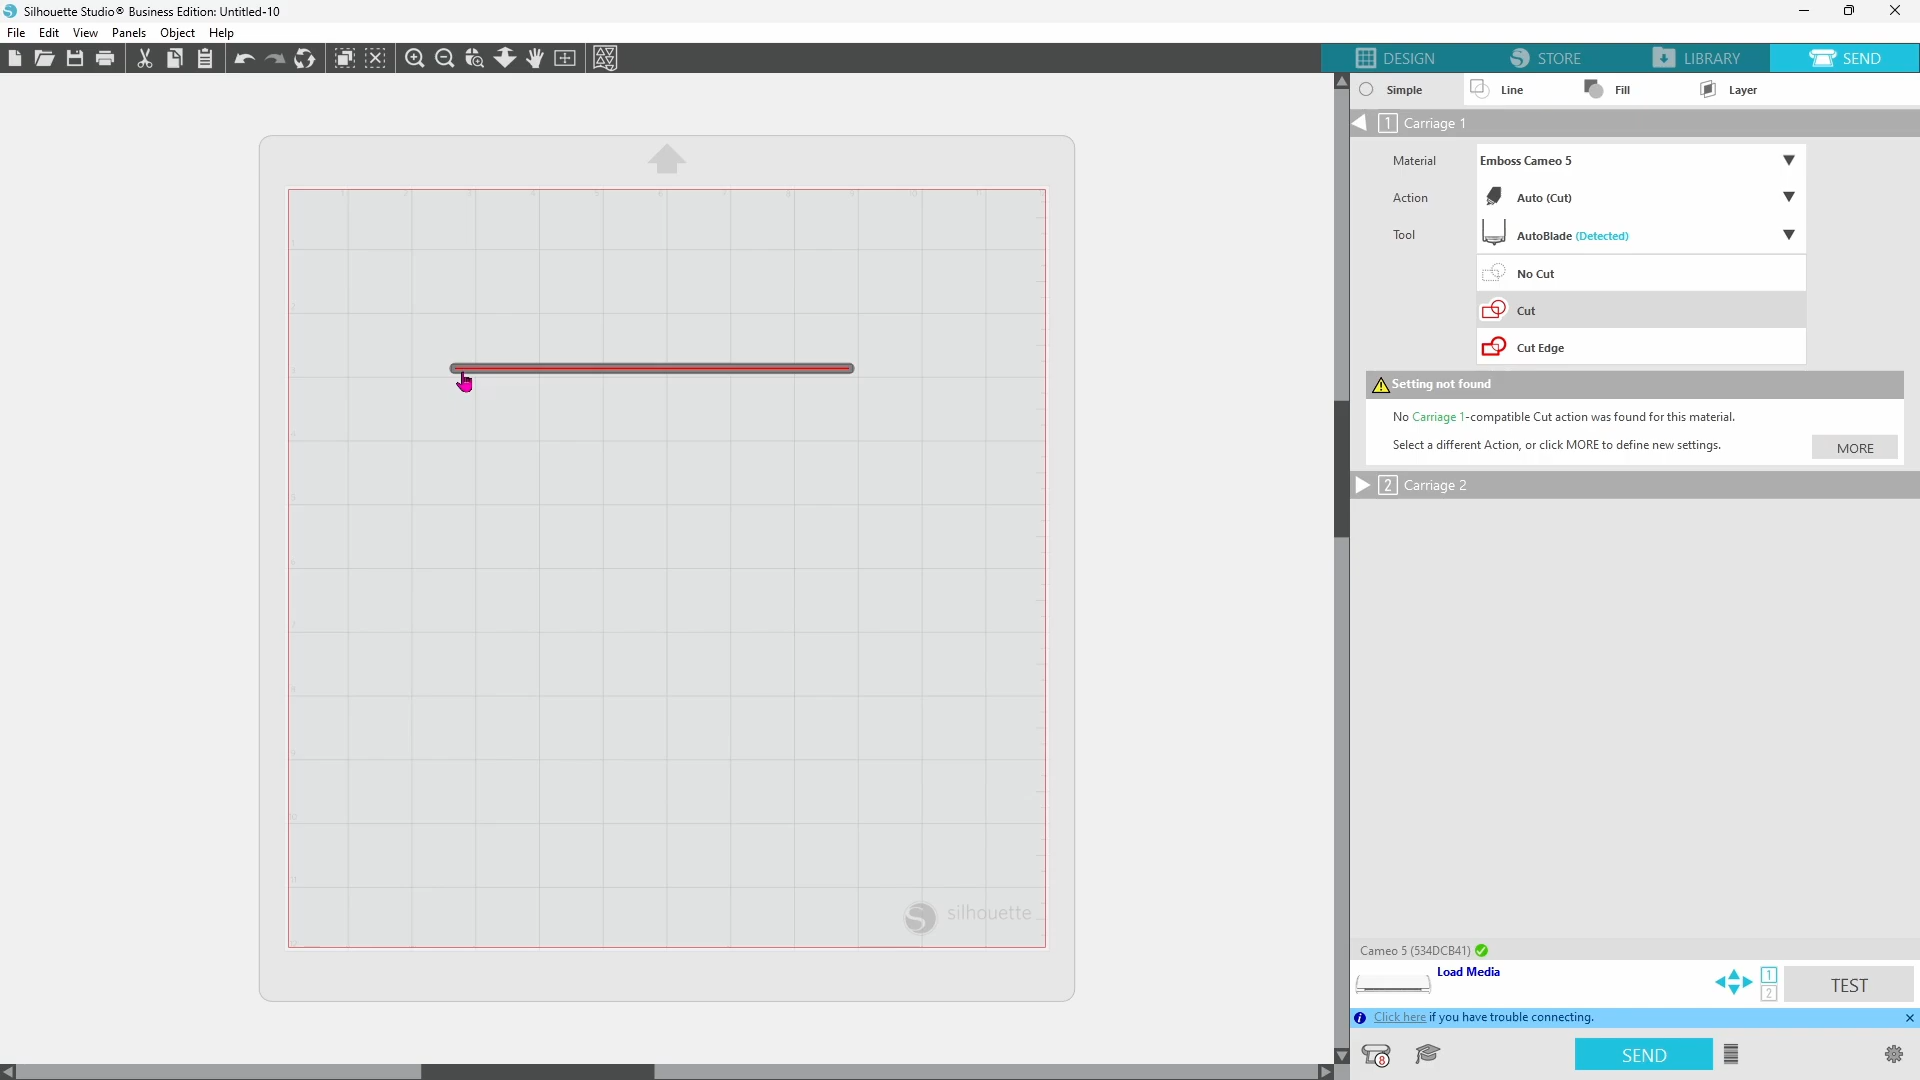 Silhouette Studio® Business Edition: Untitled-10
File Edit View Panels Object Help
DESIGN STORE LIBRARY SEND
Simple Line Fill Layer
1 Carriage 1
Material Emboss Cameo 5
Action Auto (Cut)
Tool AutoBlade (Detected)
No Cut
Cut
Cut Edge
Setting not found
No Carriage 1-compatible Cut action was found for this material.
Select a different Action, or click MORE to define new settings.
MORE
2 Carriage 2
silhouette
Cameo 5 (534DCB41)
Load Media
1
2
TEST
Click here if you have trouble connecting.
8
SEND